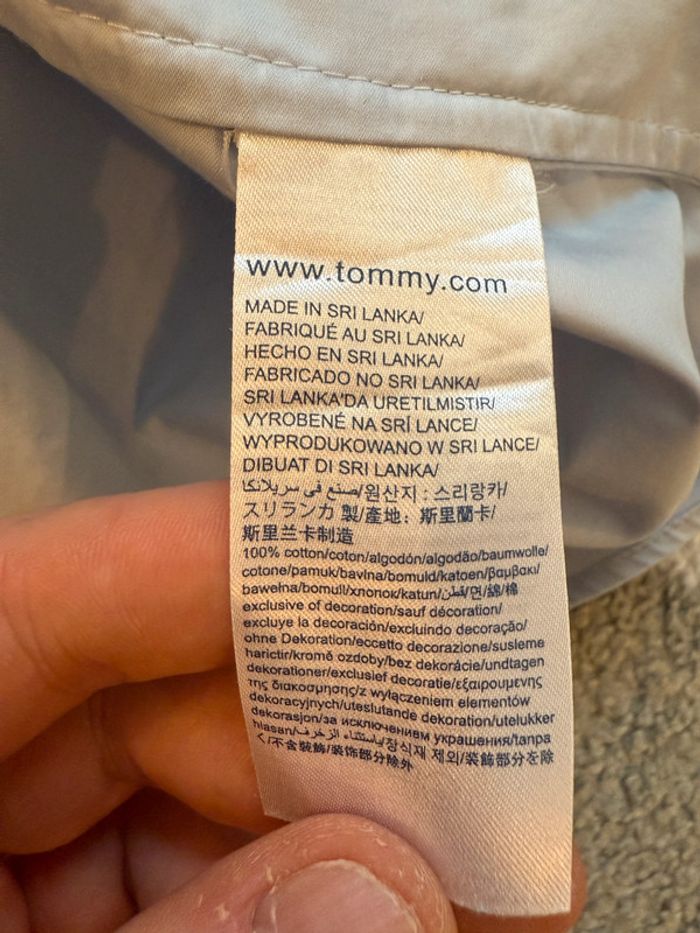 www.tommy.com
MADE IN SRI LANKA/
FABRIQUÉ AU SRI LANKA/
HECHO EN SRI LANKA/
FABRICADO NO SRI LANKA/
SRI LANKA'DA URETILMISTIR/
VYROBENÉ NA SRÍ LANCE/
WYPRODUKOWANO W SRI LANCE/
DIBUAT DI SRI LANKA/
صنع في سريلانكا/원산지 : 스리랑카/
スリランカ 製/產地: 斯里蘭卡/
斯里兰卡制造
100% cotton/coton/algodón/algodão/baumwolle/
cotone/pamuk/bavlna/bomuld/katoen/βαμβακι/
bawełna/bomull/хлопок/katun/قطن/면/綿/棉
exclusive of decoration/sauf décoration/
excluye la decoración/excluindo decoração/
ohne Dekoration/eccetto decorazione/susleme
harictir/kromě ozdoby/bez dekorácie/undtagen
dekorationer/exclusief decoratie/εξαιρουμενης
της διακοσμησης/z wyłączeniem elementów
dekoracyjnych/uteslutande dekoration/utelukker
dekorasjon/за исключением украшения/tanpa
hiasan/باستثناء الزخرف/장식재 제외/装飾部分を除
く/不含裝飾/装饰部分除外